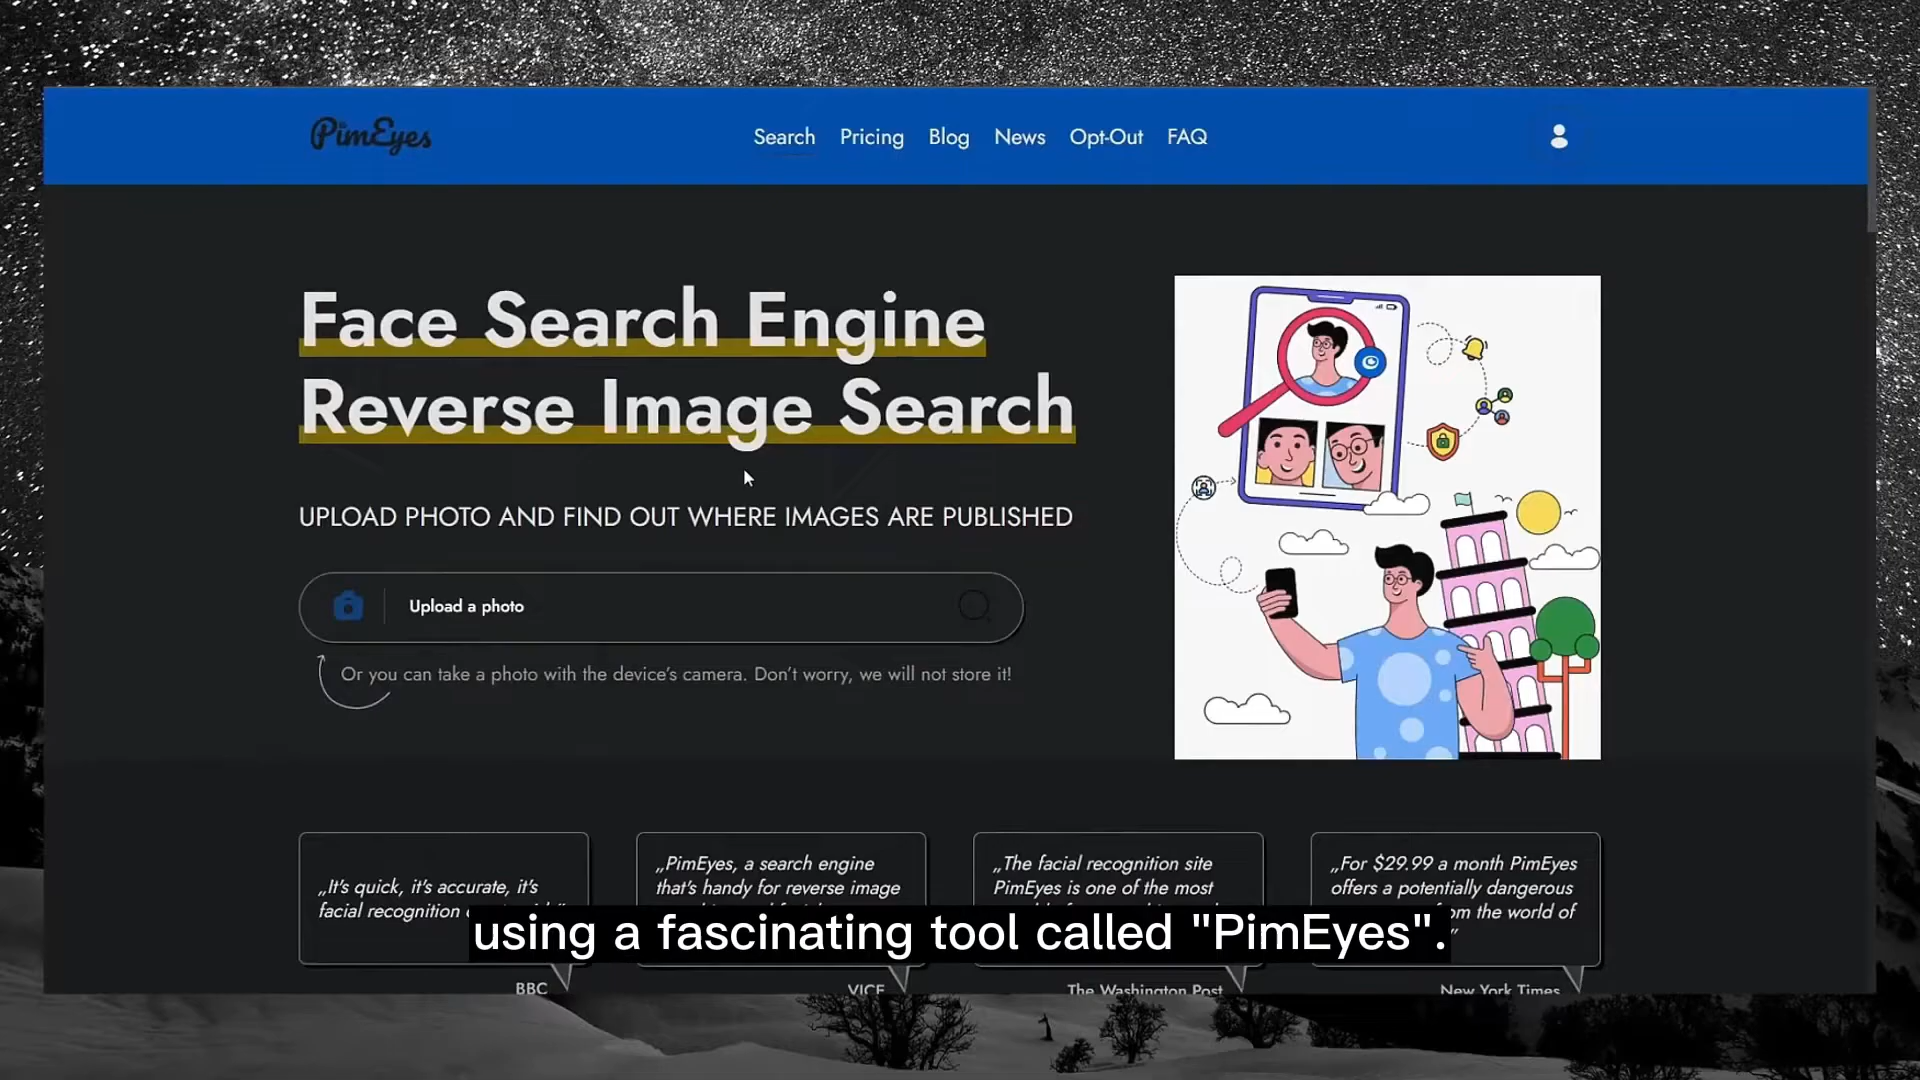 PimEyes
Search Pricing Blog News Opt-Out FAQ
Face Search Engine
Reverse Image Search
UPLOAD PHOTO AND FIND OUT WHERE IMAGES ARE PUBLISHED
Upload a photo
Or you can take a photo with the device's camera. Don't worry, we will not store it!
„It's quick, it's accurate, it's
facial recognition
BBC
„PimEyes, a search engine
that's handy for reverse image
VICE
„The facial recognition site
PimEyes is one of the most
The Washington Post
„For $29.99 a month PimEyes
offers a potentially dangerous
from the world of
New York Times
using a fascinating tool called "PimEyes".